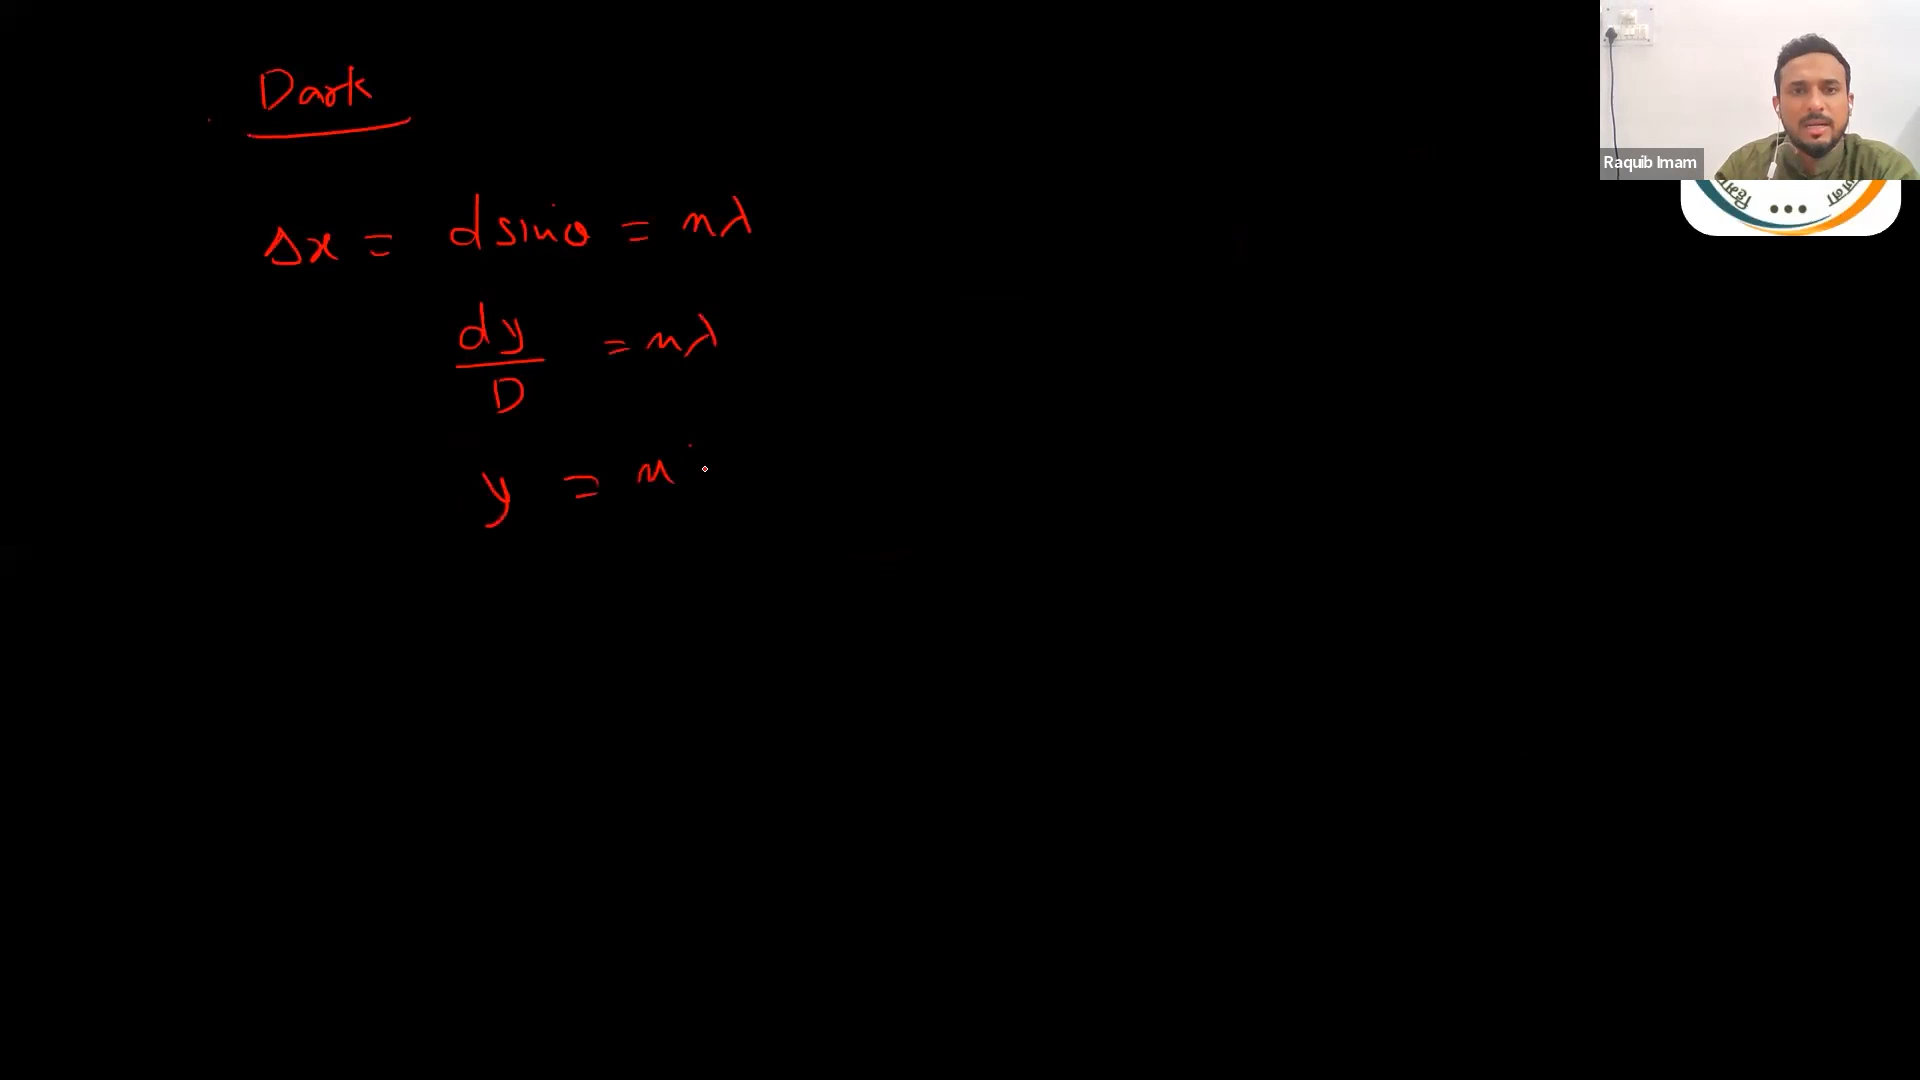 Dark
Δx = d sinθ = nλ
dy/D = nλ
y = n
Raquib Imam